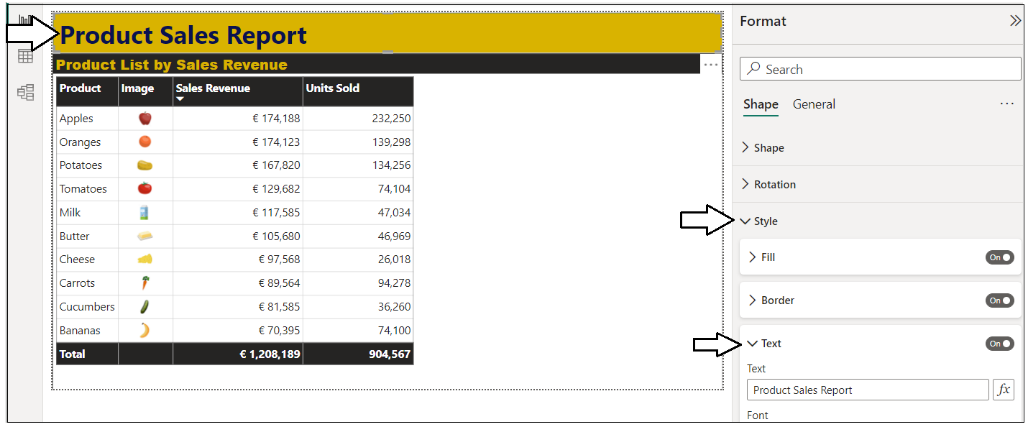 Product Sales Report
Product List by Sales Revenue
Product Image Sales Revenue Units Sold
Apples € 174,188 232,250
Oranges € 174,123 139,298
Potatoes € 167,820 134,256
Tomatoes € 129,682 74,104
Milk € 117,585 47,034
Butter € 105,680 46,969
Cheese € 97,568 26,018
Carrots € 89,564 94,278
Cucumbers € 81,585 36,260
Bananas € 70,395 74,100
Total € 1,208,189 904,567
Format
Search
Shape General
Shape
Rotation
Style
Fill On
Border On
Text On
Text
Product Sales Report fx
Font